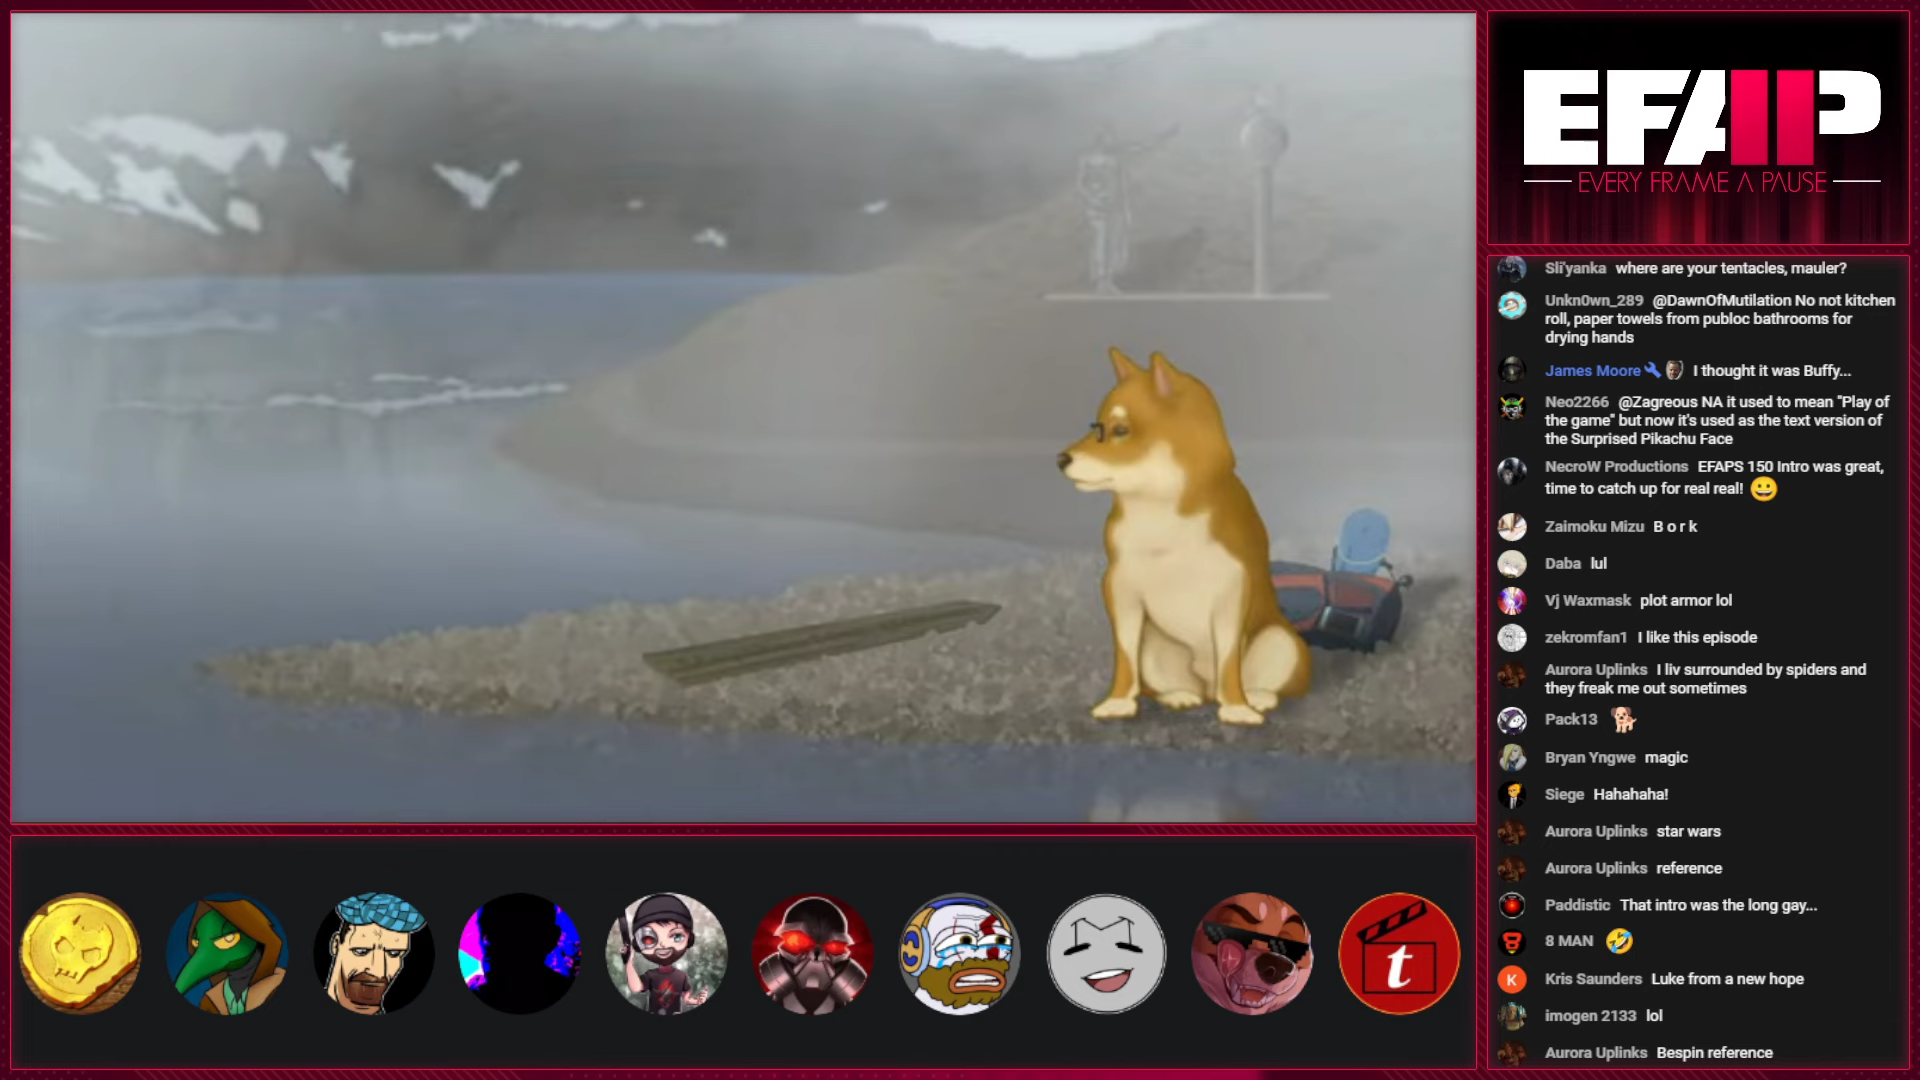 EFAP
EVERY FRAME A PAUSE
Sli'yanka where are your tentacles, mauler?
Unkn0wn_289 @DawnOfMutilation No not kitchen
roll, paper towels from publoc bathrooms for
drying hands
James Moore I thought it was Buffy...
Neo2266 @Zagreous NA it used to mean "Play of
the game" but now it's used as the text version of
the Surprised Pikachu Face
NecroW Productions EFAPS 150 Intro was great,
time to catch up for real real! 😀
Zaimoku Mizu B o r k
Daba lul
Vj Waxmask plot armor lol
zekromfan1 I like this episode
Aurora Uplinks I liv surrounded by spiders and
they freak me out sometimes
Pack13 🐕
Bryan Yngwe magic
Siege Hahahaha!
Aurora Uplinks star wars
Aurora Uplinks reference
Paddistic That intro was the long gay...
8 MAN 🤣
K Kris Saunders Luke from a new hope
imogen 2133 lol
Aurora Uplinks Bespin reference
t